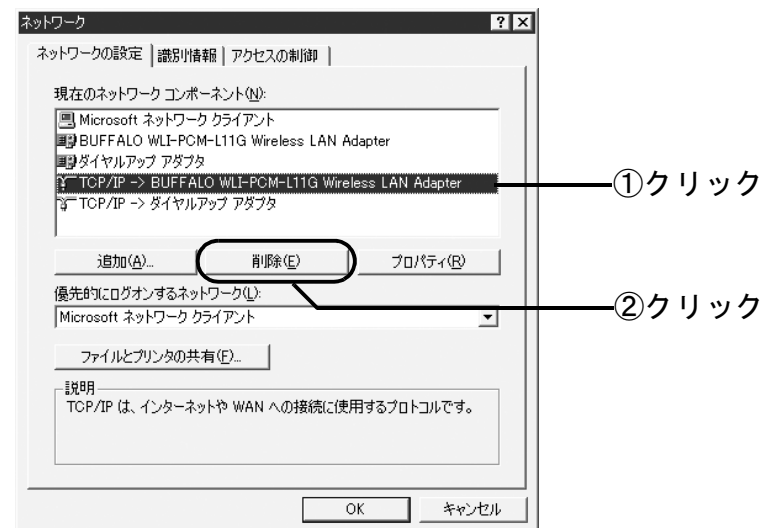 ネットワーク
ネットワークの設定 識別情報 アクセスの制御
現在のネットワーク コンポーネント(N):
Microsoft ネットワーク クライアント
BUFFALO WLI-PCM-L11G Wireless LAN Adapter
ダイヤルアップ アダプタ
TCP/IP -> BUFFALO WLI-PCM-L11G Wireless LAN Adapter
①クリック
TCP/IP -> ダイヤルアップ アダプタ
追加(A)... 削除(E) プロパティ(R)
優先的にログオンするネットワーク(L):
②クリック
Microsoft ネットワーク クライアント
ファイルとプリンタの共有(F)...
説明
TCP/IP は、インターネットや WAN への接続に使用するプロトコルです。
OK キャンセル